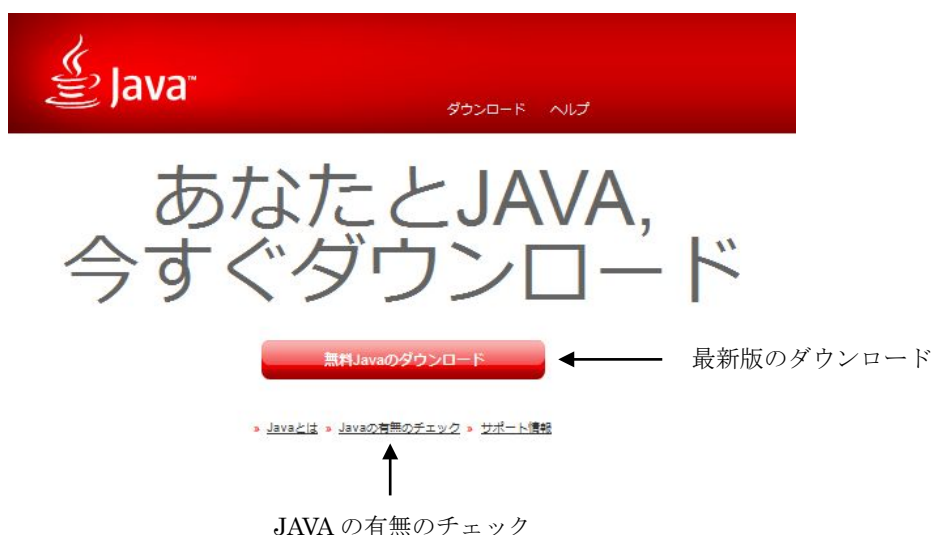 Java™
ダウンロード ヘルプ
あなたとJAVA,
今すぐダウンロード
無料Javaのダウンロード
最新版のダウンロード
» Javaとは » Javaの有無のチェック » サポート情報
JAVA の有無のチェック